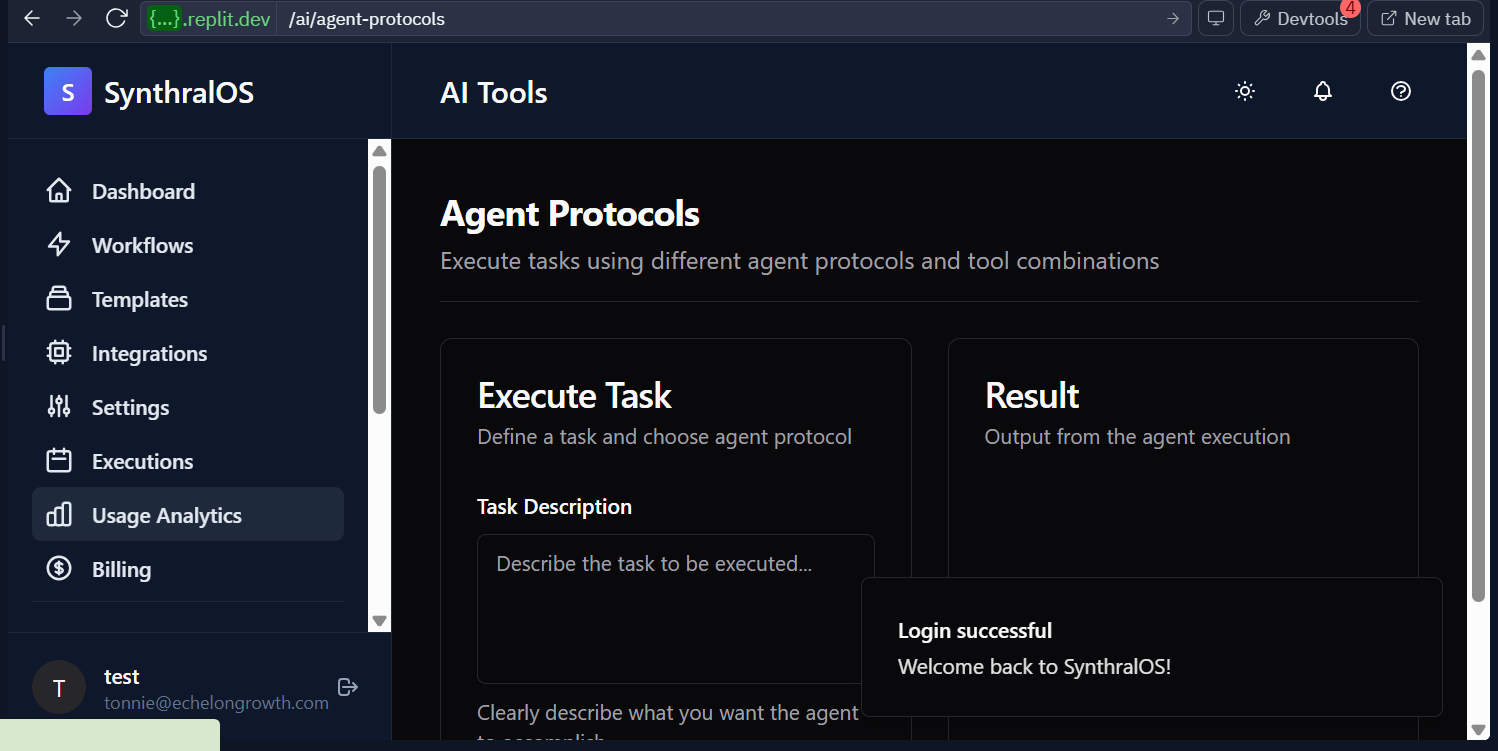 {...}.replit.dev /ai/agent-protocols
Devtools 4
New tab
S SynthralOS
AI Tools
Dashboard
Workflows
Templates
Integrations
Settings
Executions
Usage Analytics
Billing
T
test
tonnie@echelongrowth.com
Agent Protocols
Execute tasks using different agent protocols and tool combinations
Execute Task
Define a task and choose agent protocol
Task Description
Describe the task to be executed...
Clearly describe what you want the agent
to accomplish
Result
Output from the agent execution
Login successful
Welcome back to SynthralOS!